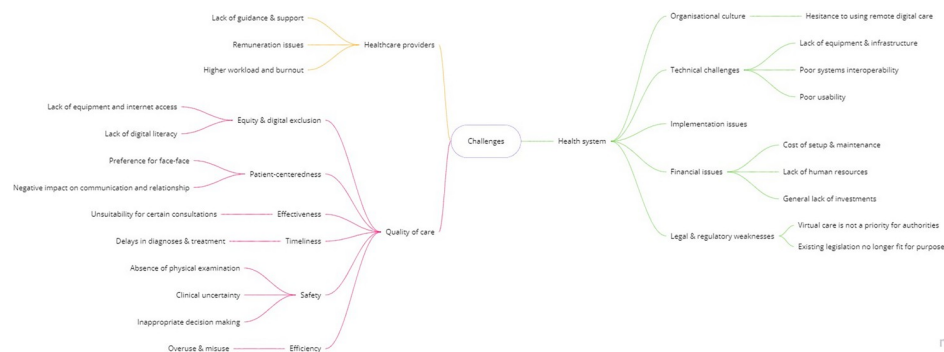 Challenges
Healthcare providers
Lack of guidance & support
Remuneration issues
Higher workload and burnout
Quality of care
Equity & digital exclusion
Lack of equipment and internet access
Lack of digital literacy
Patient-centeredness
Preference for face-face
Negative impact on communication and relationship
Effectiveness
Unsuitability for certain consultations
Timeliness
Delays in diagnoses & treatment
Safety
Absence of physical examination
Clinical uncertainty
Inappropriate decision making
Efficiency
Overuse & misuse
Health system
Organisational culture
Hesitance to using remote digital care
Technical challenges
Lack of equipment & infrastructure
Poor systems interoperability
Poor usability
Implementation issues
Financial issues
Cost of setup & maintenance
Lack of human resources
General lack of investments
Legal & regulatory weaknesses
Virtual care is not a priority for authorities
Existing legislation no longer fit for purpose